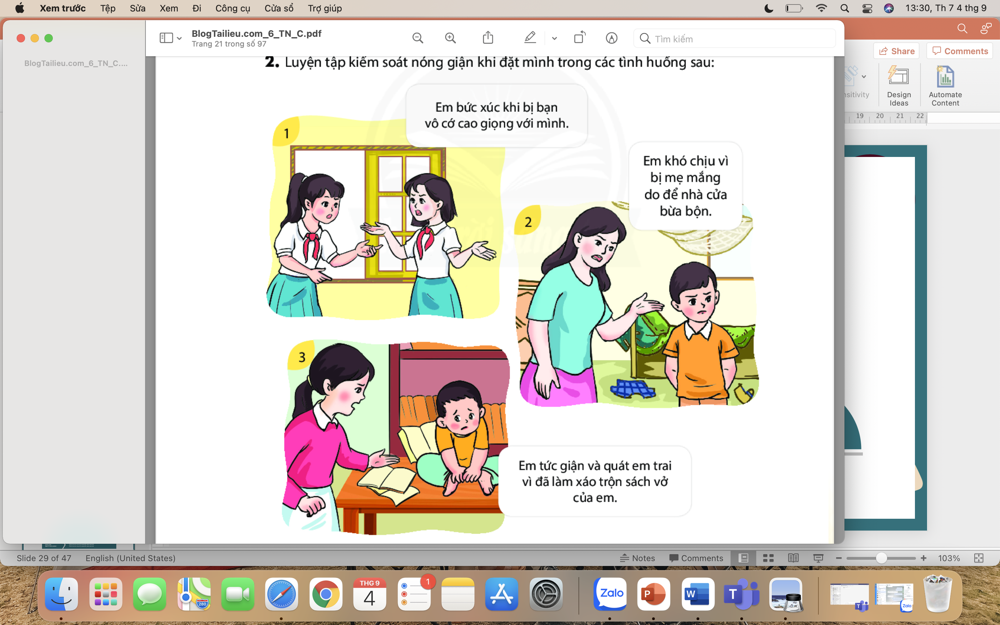 Xem trước Tệp Sửa Xem Đi Công cụ Cửa sổ Trợ giúp
13:30, Th 7 4 thg 9
BlogTailieu.com_6_TN_C.pdf
Trang 21 trong số 97
Tìm kiếm
BlogTailieu.com_6_TN_C....
Share
Comments
nsitivity
Design
Ideas
Automate
Content
19 20 21 22
2. Luyện tập kiểm soát nóng giận khi đặt mình trong các tình huống sau:
Em bức xúc khi bị bạn
vô cớ cao giọng với mình.
1
Em khó chịu vì
bị mẹ mắng
do để nhà cửa
bừa bộn.
2
3
Em tức giận và quát em trai
vì đã làm xáo trộn sách vở
của em.
Slide 29 of 47 English (United States)
Notes Comments
103%
280
THG 9
4
1
Zalo
P
W
T
T
Zalo